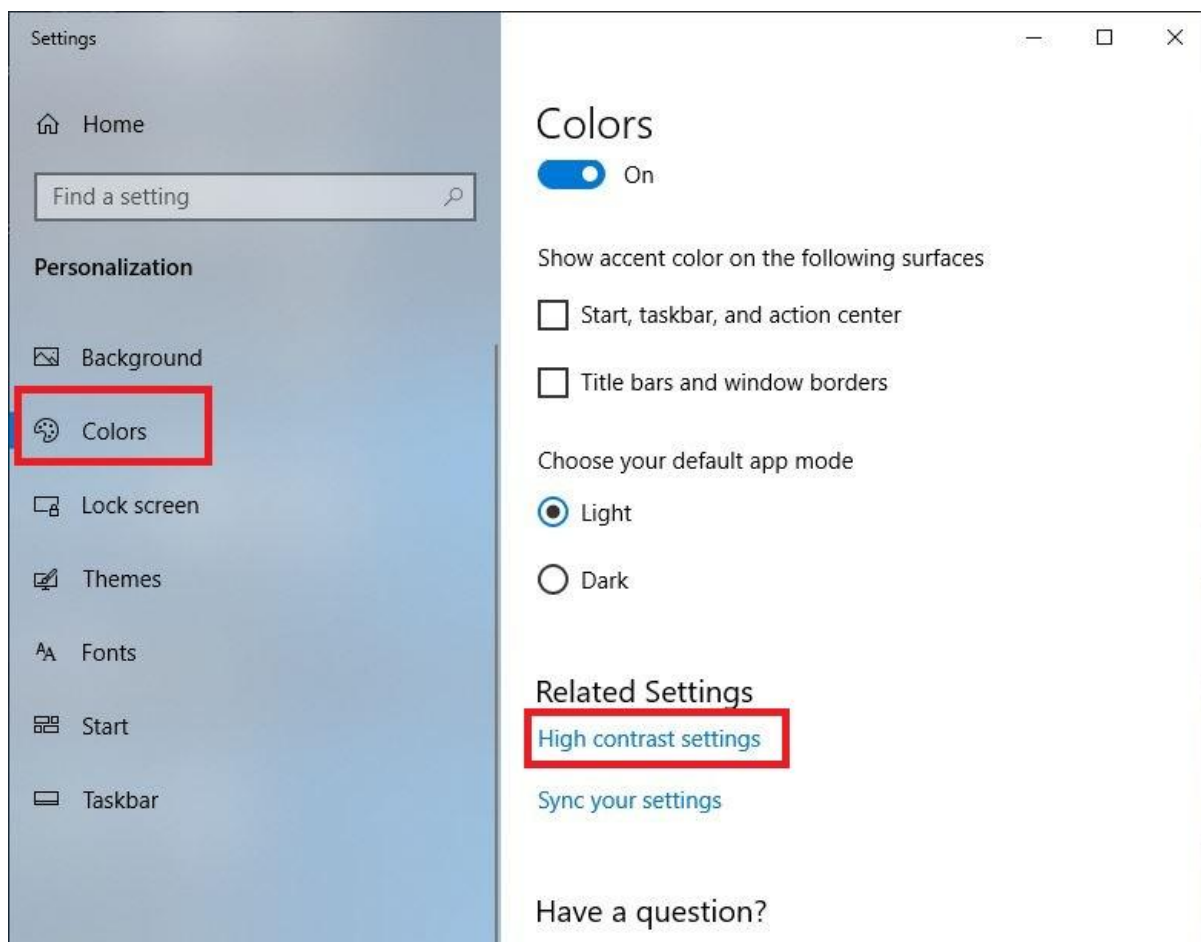 Settings
Home
Find a setting
Personalization
Background
Colors
Lock screen
Themes
Fonts
Start
Taskbar
Colors
On
Show accent color on the following surfaces
Start, taskbar, and action center
Title bars and window borders
Choose your default app mode
Light
Dark
Related Settings
High contrast settings
Sync your settings
Have a question?